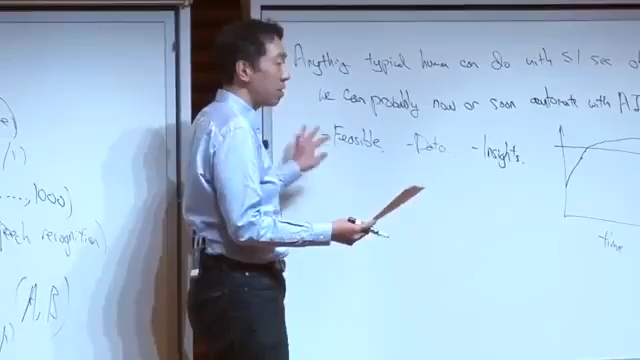 (1)
....,1000)
speech recognition)
(A, B)
Anything typical human can do with ≤1 sec of
we can probably now or soon automate with AI
- Feasible. - Data. - Insights.
time